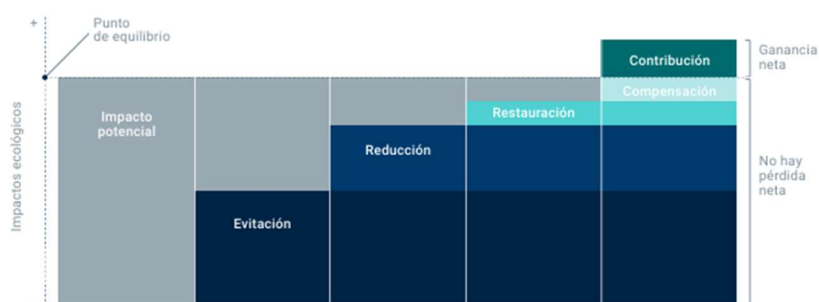 +
Punto
de equilibrio
Impactos ecológicos
Impacto
potencial
Evitación
Reducción
Restauración
Contribución
Compensación
Ganancia
neta
No hay
pérdida
neta